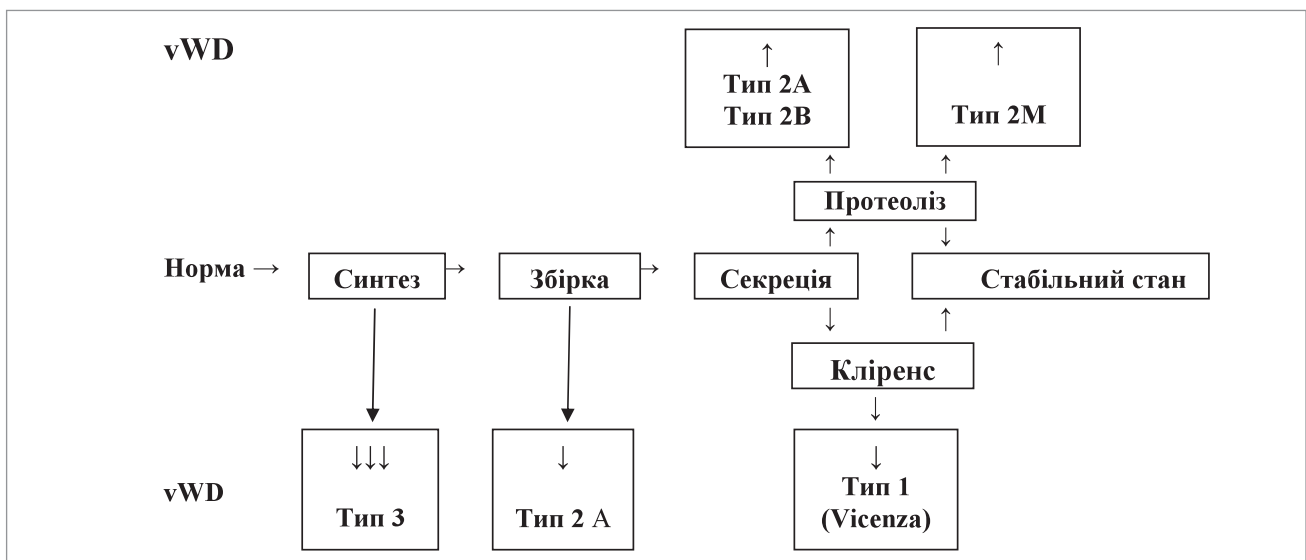 vWD
↑
Тип 2А
Тип 2В
↑
Тип 2М
↑ ↑
Протеоліз
↑ ↓
Норма → Синтез → Збірка → Секреція Стабільний стан
↓ ↑
Кліренс
↓
vWD
↓↓↓
Тип 3
↓
Тип 2 А
↓
Тип 1
(Vicenza)